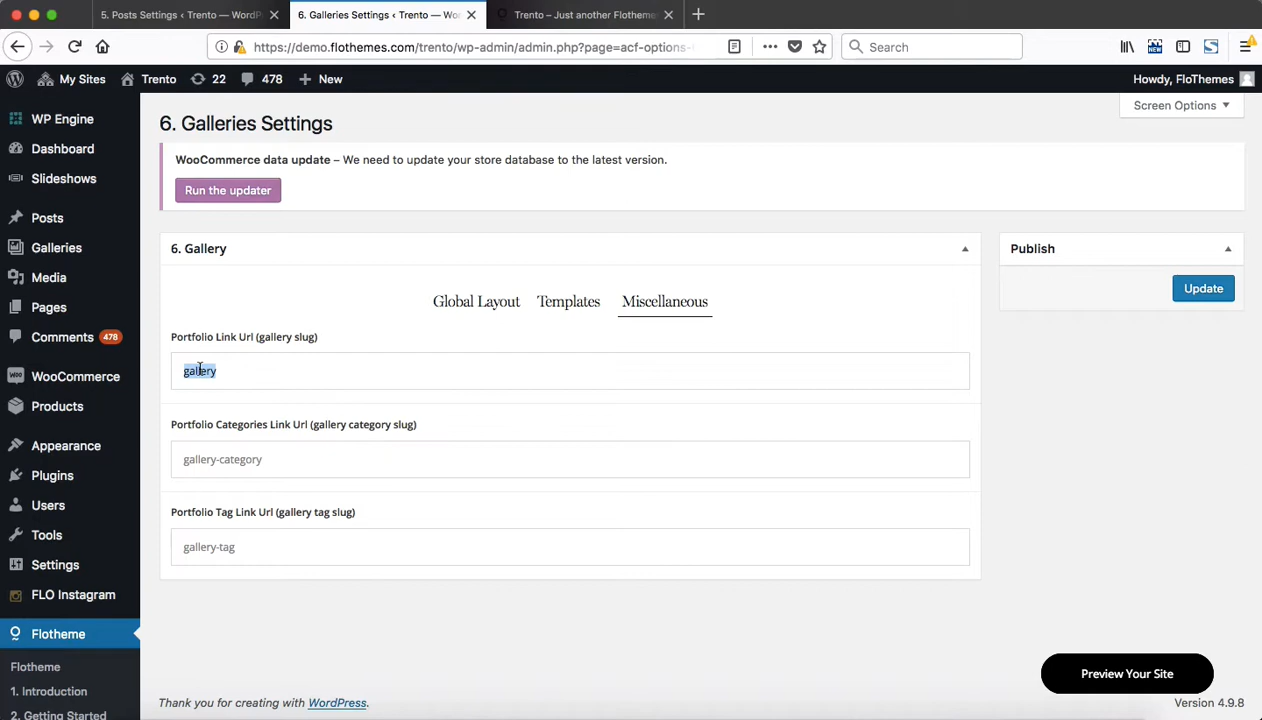 5. Posts Settings ‹ Trento — WordP
6. Galleries Settings ‹ Trento — Wor
Trento – Just another Flotheme
https://demo.flothemes.com/trento/wp-admin/admin.php?page=acf-options-
Search
NEW
My Sites
Trento
22
478
New
Howdy, FloThemes
WP Engine
Dashboard
Slideshows
Posts
Galleries
Media
Pages
Comments 478
WooCommerce
Products
Appearance
Plugins
Users
Tools
Settings
FLO Instagram
Flotheme
Flotheme
1. Introduction
2. Getting Started
Screen Options
6. Galleries Settings
WooCommerce data update – We need to update your store database to the latest version.
Run the updater
6. Gallery
Global Layout Templates Miscellaneous
Portfolio Link Url (gallery slug)
gallery
Portfolio Categories Link Url (gallery category slug)
gallery-category
Portfolio Tag Link Url (gallery tag slug)
gallery-tag
Publish
Update
Preview Your Site
Thank you for creating with WordPress.
Version 4.9.8